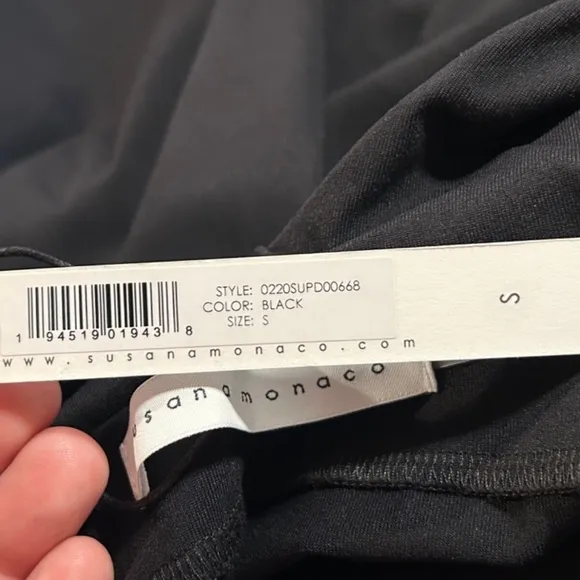 STYLE: 0220SUPD00668
COLOR: BLACK
SIZE: S
1 94519 01943 8
www.susanamonaco.com
S
susanamonaco